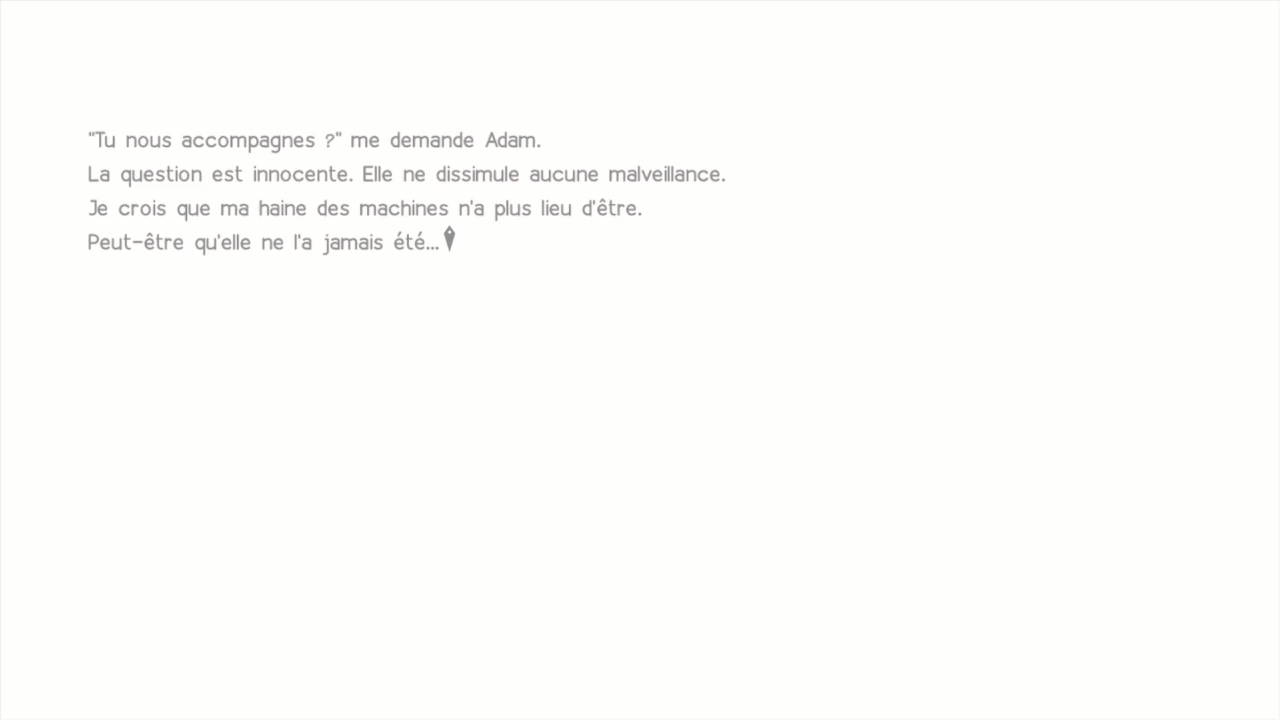 "Tu nous accompagnes ?" me demande Adam.
La question est innocente. Elle ne dissimule aucune malveillance.
Je crois que ma haine des machines n'a plus lieu d'être.
Peut-être qu'elle ne l'a jamais été...